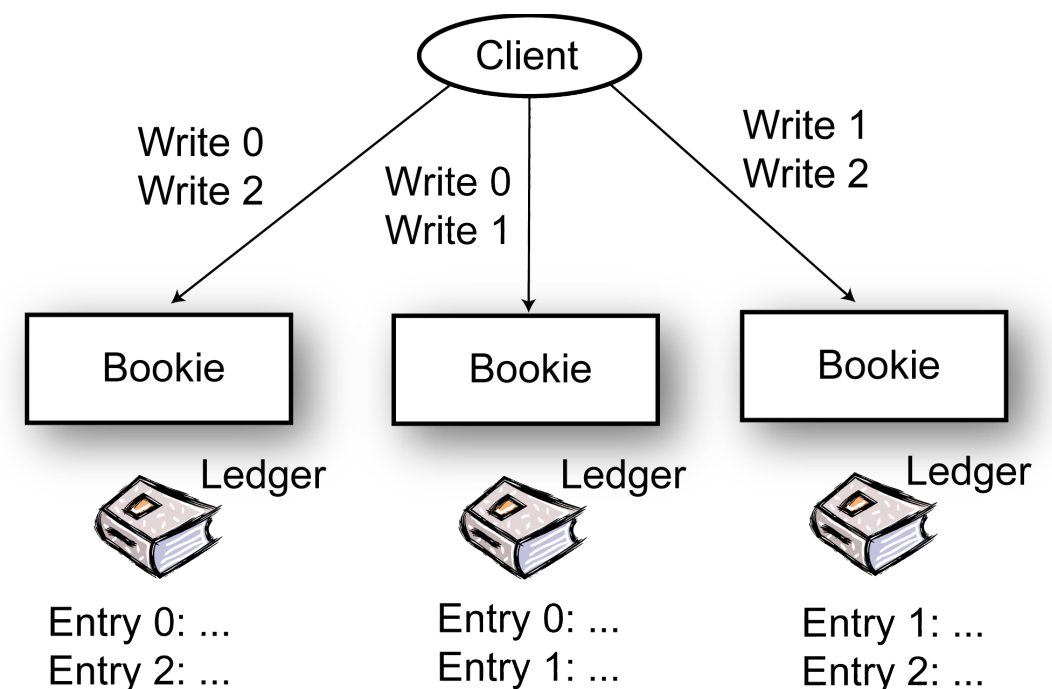 Client
Write 0
Write 2
Write 0
Write 1
Write 1
Write 2
Bookie
Bookie
Bookie
Ledger
Ledger
Ledger
Entry 0: ...
Entry 2: ...
Entry 0: ...
Entry 1: ...
Entry 1: ...
Entry 2: ...